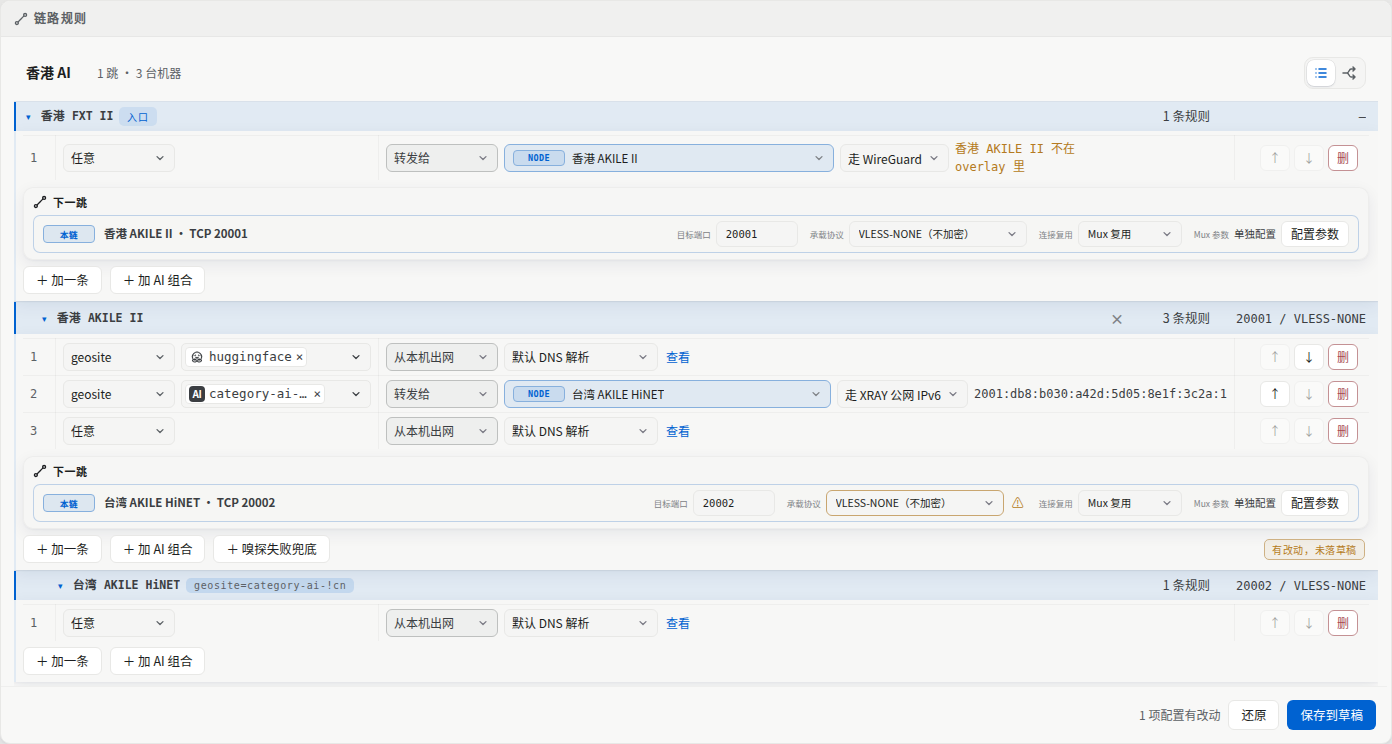 链路规则
香港 AI 1 跳 · 3 台机器
▾ 香港 FXT II 入口 1 条规则 –
1 任意 转发给 NODE 香港 AKILE II 走 WireGuard 香港 AKILE II 不在
overlay 里 ↑ ↓ 删
下一跳
本链 香港 AKILE II · TCP 20001 目标端口 20001 承载协议 VLESS-NONE（不加密） 连接复用 Mux 复用 Mux 参数 单独配置 配置参数
＋ 加一条 ＋ 加 AI 组合
▾ 香港 AKILE II × 3 条规则 20001 / VLESS-NONE
1 geosite huggingface × 从本机出网 默认 DNS 解析 查看 ↑ ↓ 删
2 geosite AI category-ai-… × 转发给 NODE 台湾 AKILE HiNET 走 XRAY 公网 IPv6 2001:db8:b030:a42d:5d05:8e1f:3c2a:1 ↑ ↓ 删
3 任意 从本机出网 默认 DNS 解析 查看 ↑ ↓ 删
下一跳
本链 台湾 AKILE HiNET · TCP 20002 目标端口 20002 承载协议 VLESS-NONE（不加密） 连接复用 Mux 复用 Mux 参数 单独配置 配置参数
＋ 加一条 ＋ 加 AI 组合 ＋ 嗅探失败兜底 有改动，未落草稿
▾ 台湾 AKILE HiNET geosite=category-ai-!cn 1 条规则 20002 / VLESS-NONE
1 任意 从本机出网 默认 DNS 解析 查看 ↑ ↓ 删
＋ 加一条 ＋ 加 AI 组合
1 项配置有改动 还原 保存到草稿